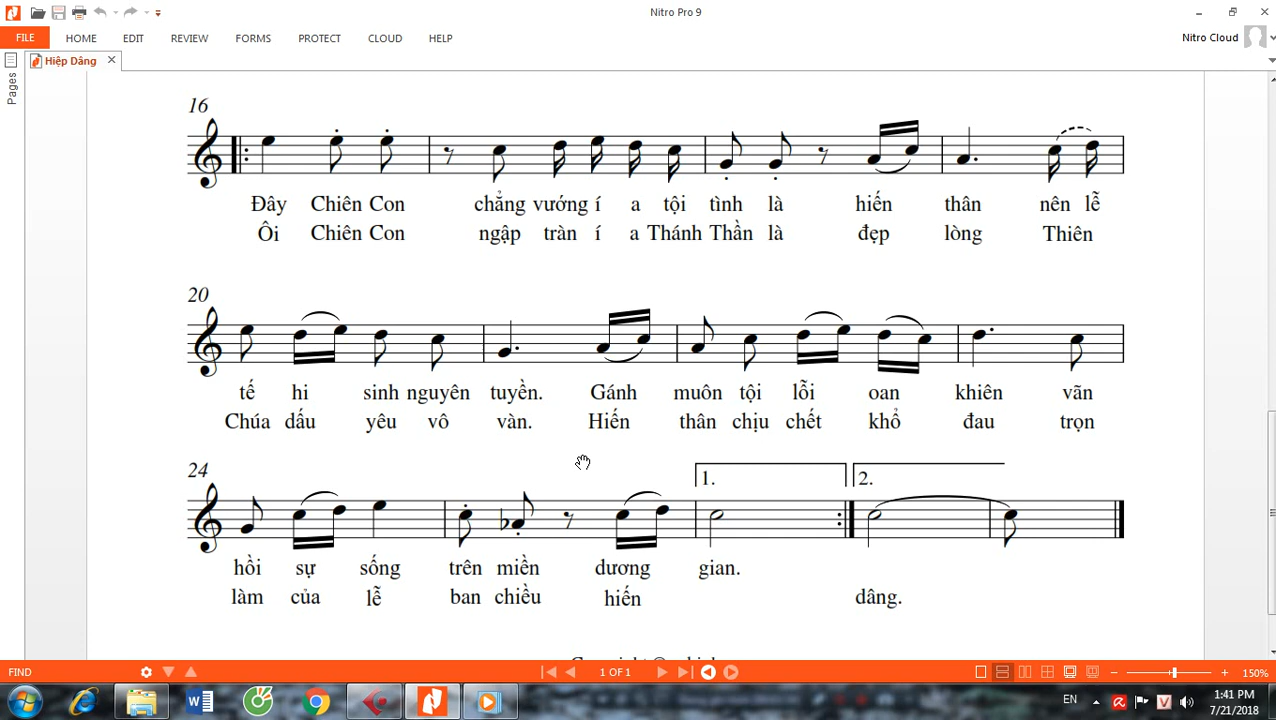 Nitro Pro 9
FILE HOME EDIT REVIEW FORMS PROTECT CLOUD HELP Nitro Cloud
Hiệp Dâng
Pages
16
Đây Chiên Con chẳng vướng í a tội tình là hiến thân nên lễ
Ôi Chiên Con ngập tràn í a Thánh Thần là đẹp lòng Thiên
20
tế hi sinh nguyên tuyền. Gánh muôn tội lỗi oan khiên vãn
Chúa dấu yêu vô vàn. Hiến thân chịu chết khổ đau trọn
24
1. 2.
hồi sự sống trên miền dương gian.
làm của lễ ban chiều hiến dâng.
FIND 1 OF 1 150%
EN 1:41 PM
7/21/2018